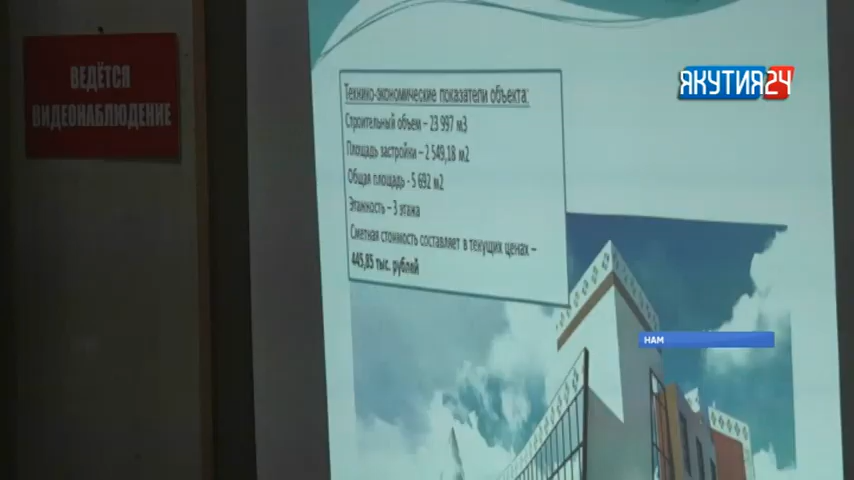 ВЕДЁТСЯ
ВИДЕОНАБЛЮДЕНИЕ
ЯКУТИЯ24
Технико-экономические показатели объекта:
Строительный объем – 23 997 м3
Площадь застройки – 2 549,18 м2
Общая площадь - 5 692 м2
Этажность – 3 этажа
Сметная стоимость составляет в текущих ценах –
445,85 тыс. рублей
НАМ